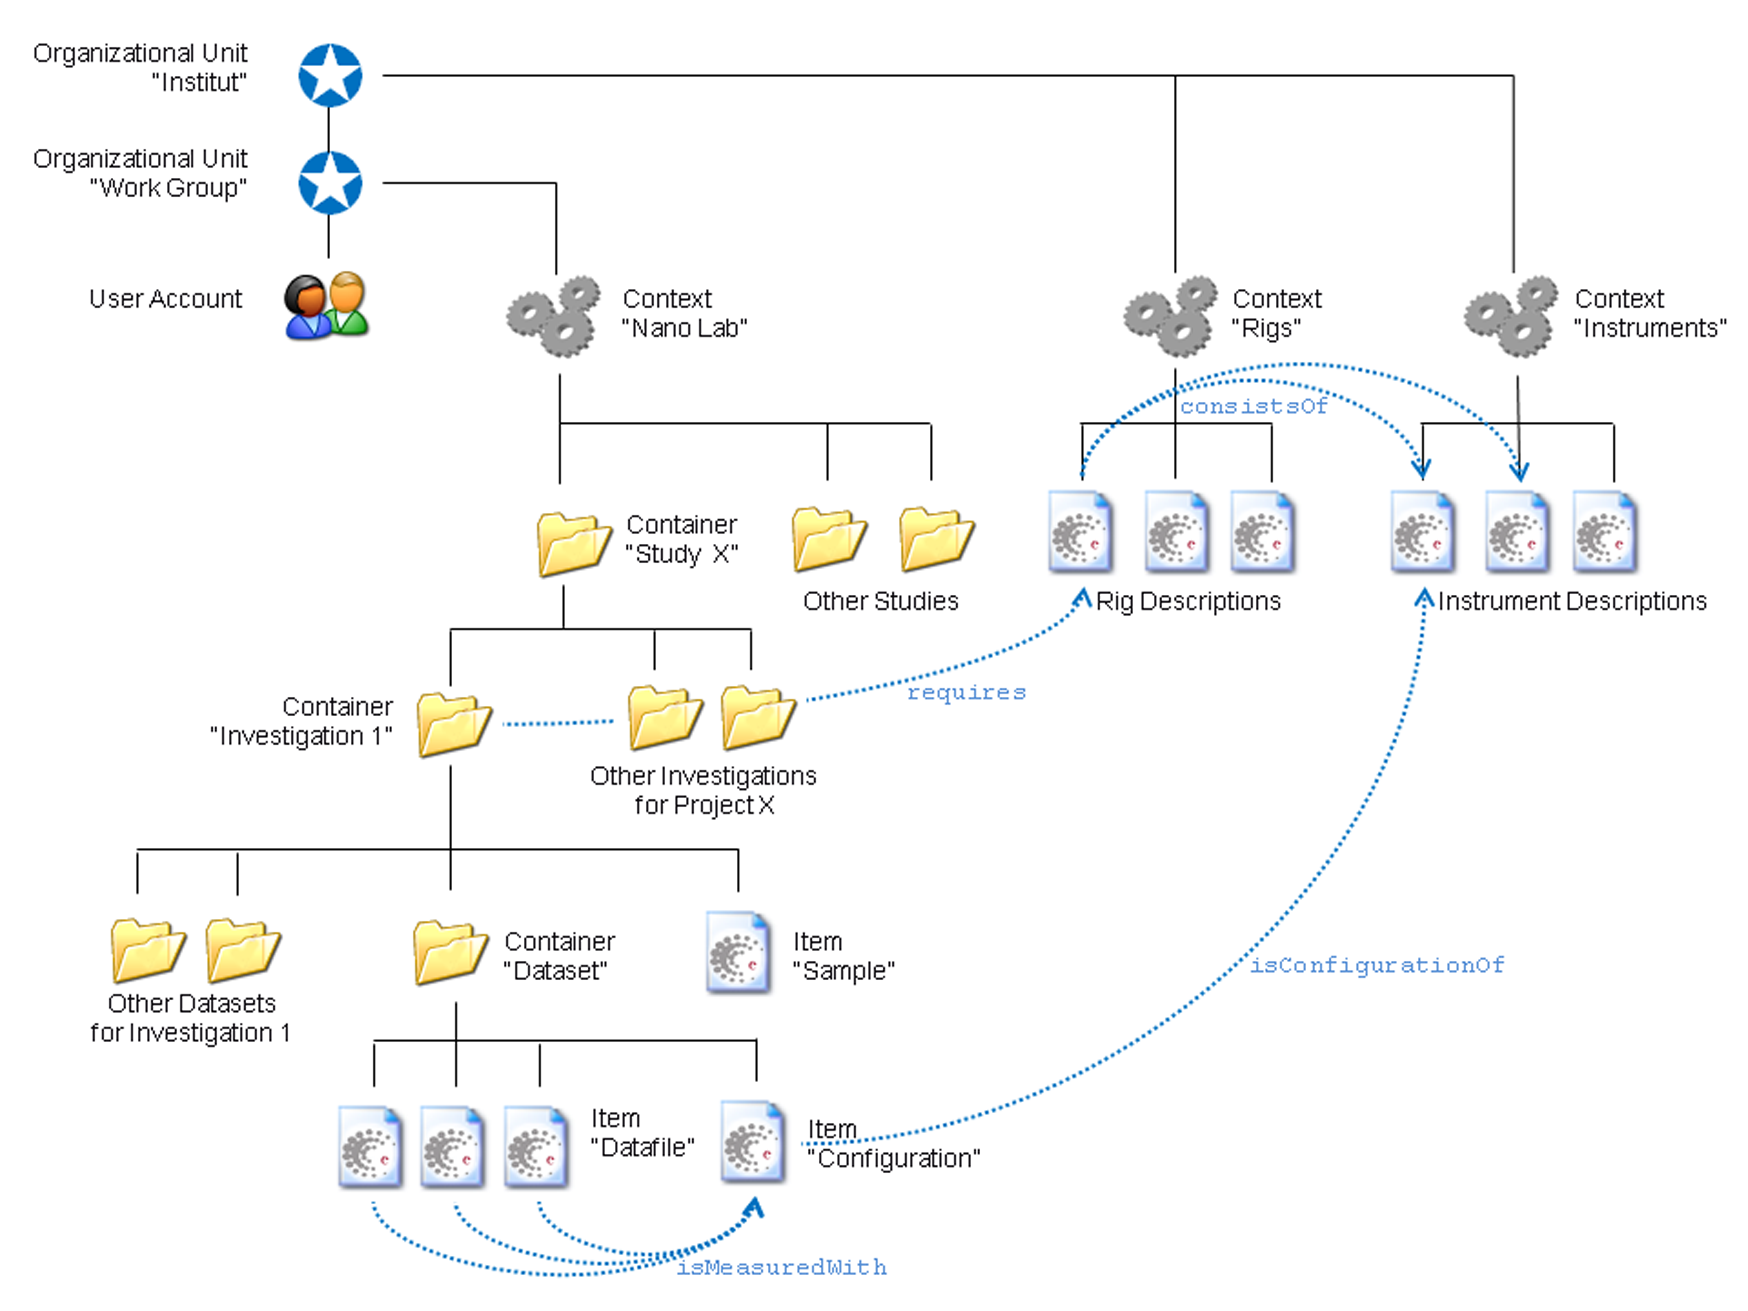 Organizational Unit
"Institut"
Organizational Unit
"Work Group"
User Account
Context
"Nano Lab"
Context
"Rigs"
Context
"Instruments"
consistsOf
Container
"Study X"
Other Studies
Rig Descriptions
Instrument Descriptions
requires
Container
"Investigation 1"
Other Investigations
for Project X
Container
"Dataset"
Item
"Sample"
isConfigurationOf
Other Datasets
for Investigation 1
Item
"Datafile"
Item
"Configuration"
isMeasuredWith